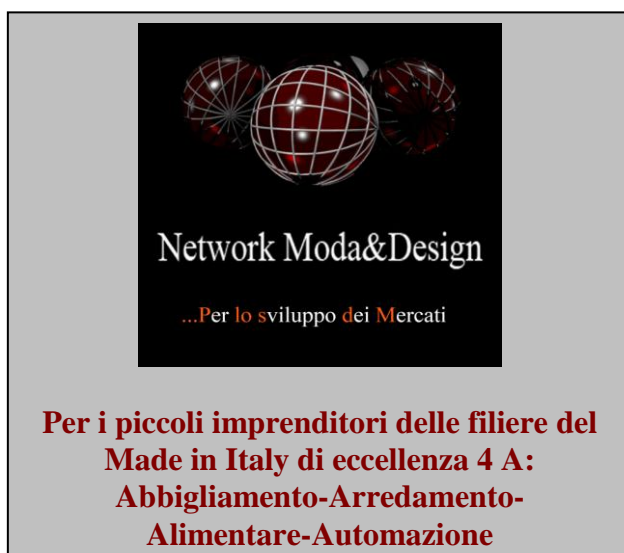 Network Moda&Design
...Per lo sviluppo dei Mercati
Per i piccoli imprenditori delle filiere del
Made in Italy di eccellenza 4 A:
Abbigliamento-Arredamento-
Alimentare-Automazione